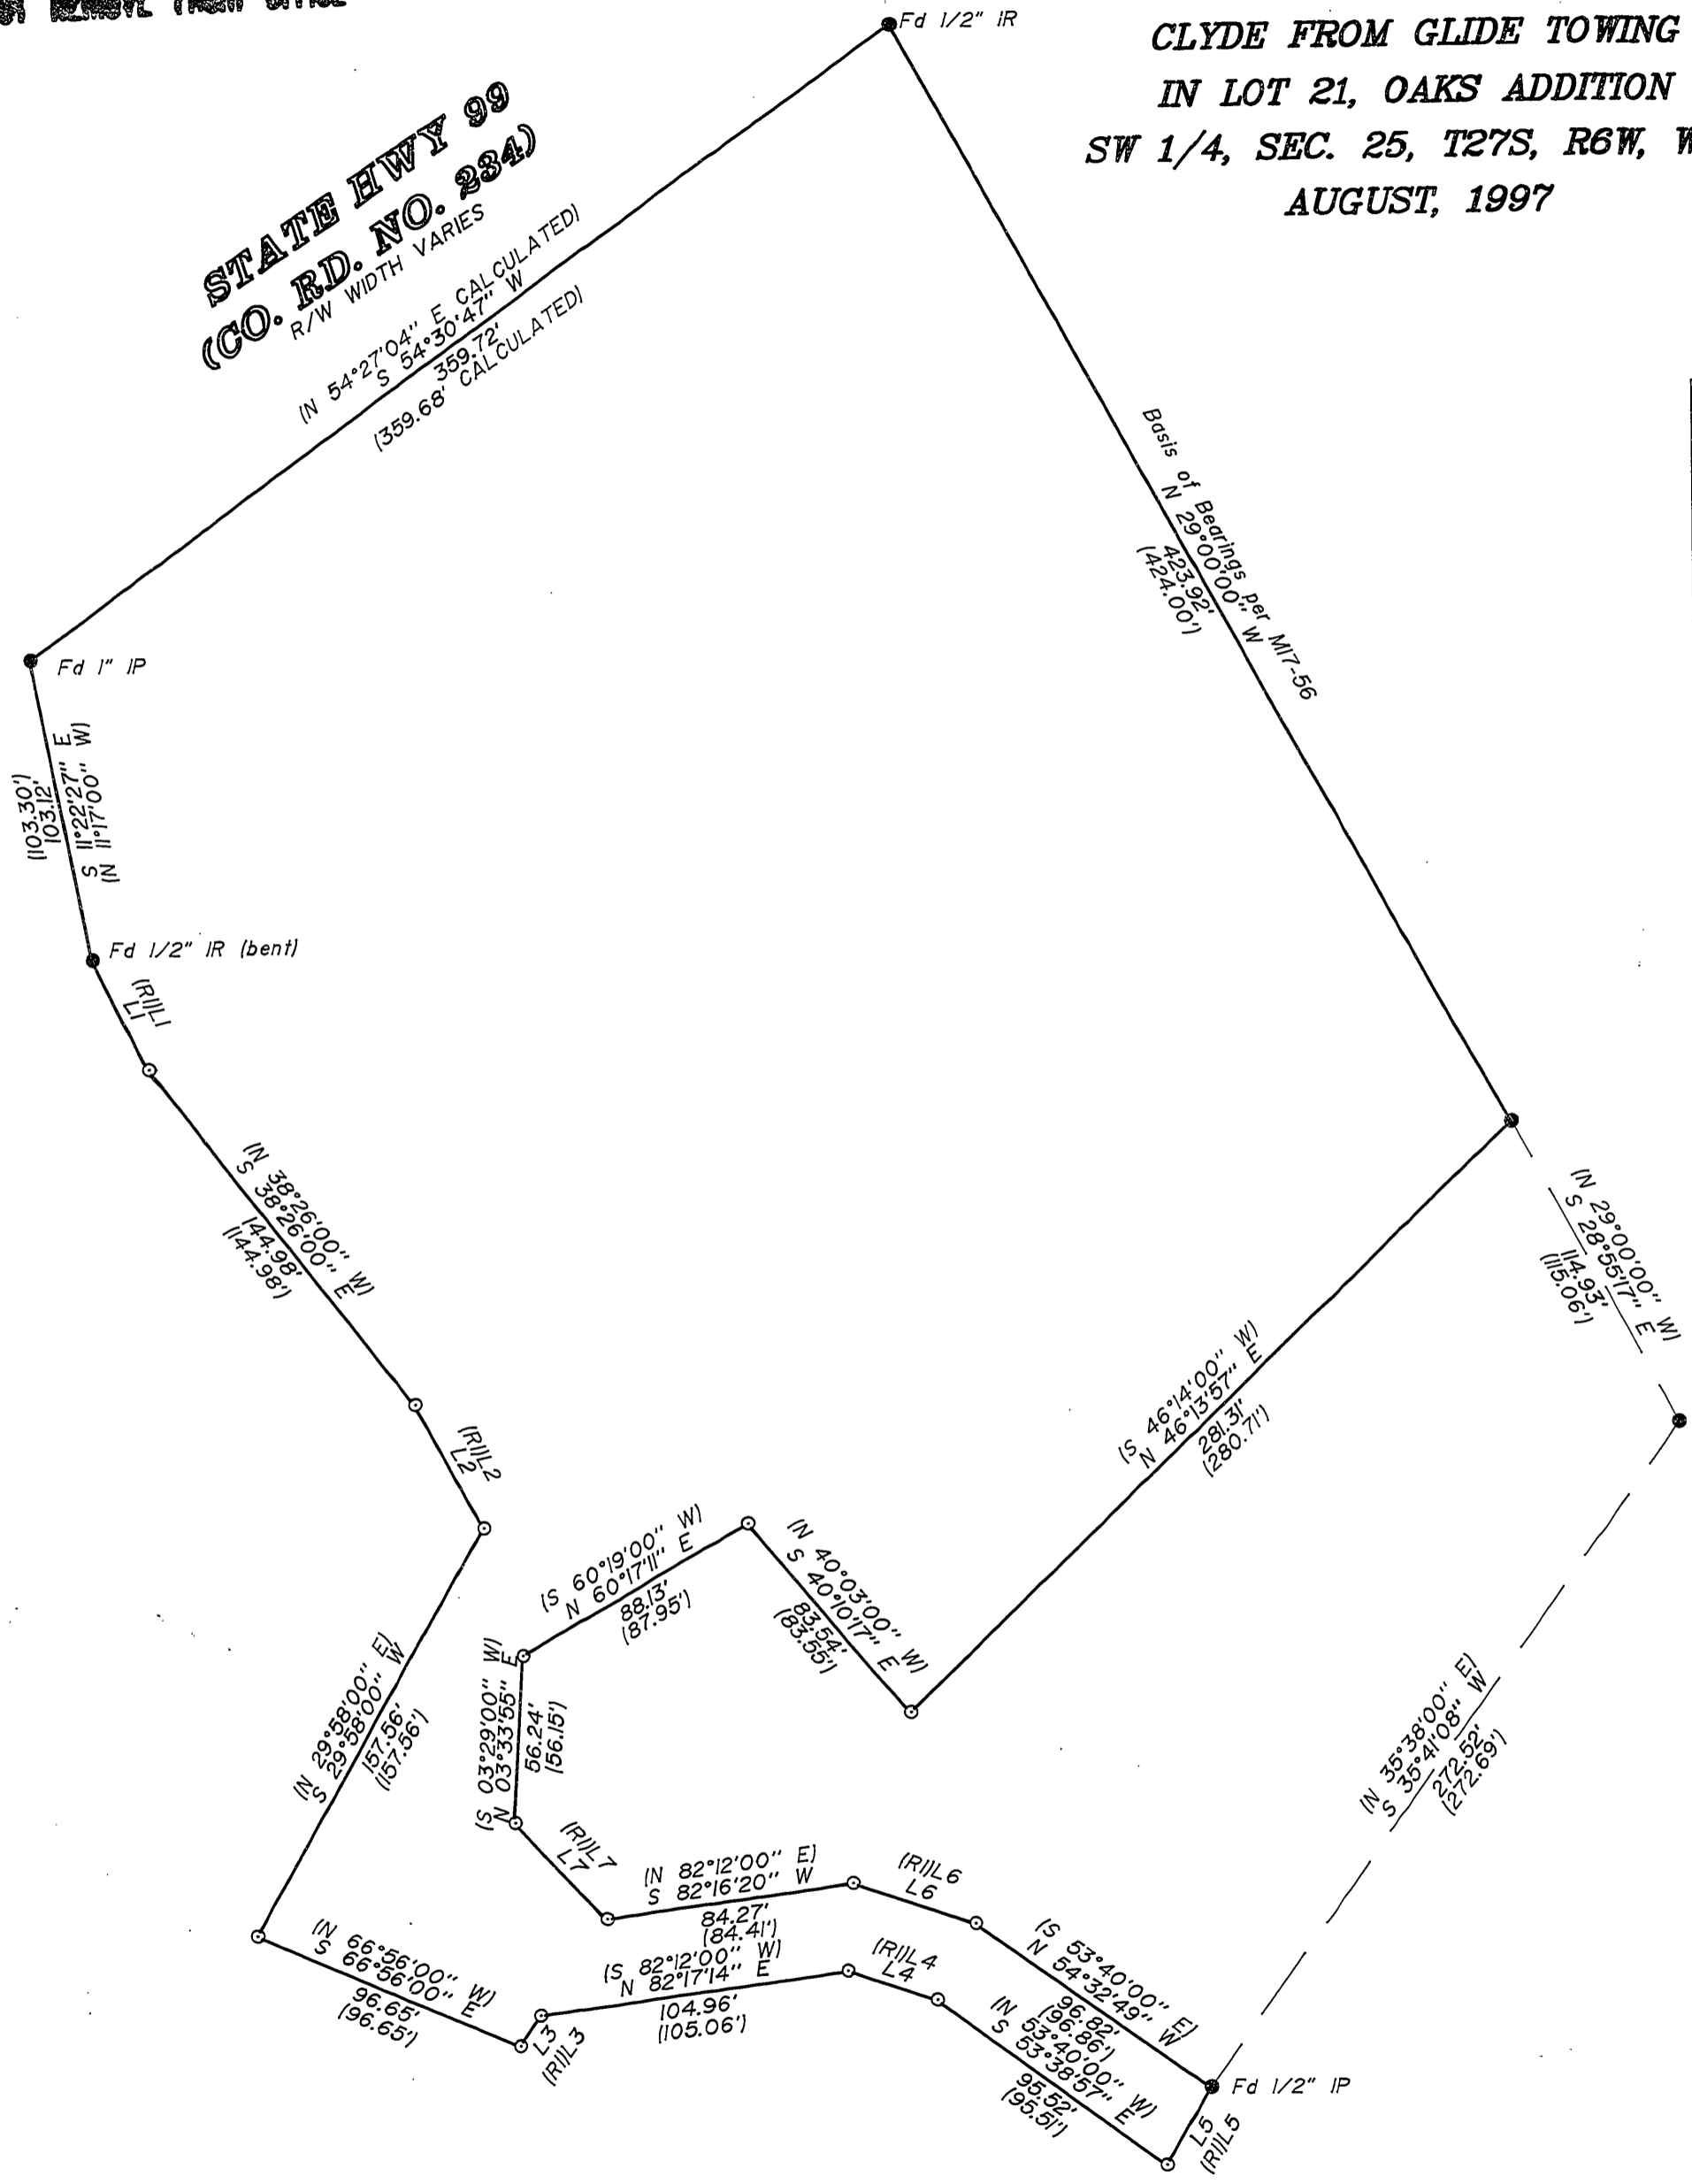 REMOVE FROM OFFICE
CLYDE FROM GLIDE TOWING
IN LOT 21, OAKS ADDITION
SW 1/4, SEC. 25, T27S, R6W, W
AUGUST, 1997
Fd 1/2" IR
STATE HWY 99
(CO. RD. NO. 234)
R/W WIDTH VARIES
(N 54°27'04" E CALCULATED)
S 54°30'47" W
359.72'
(359.68' CALCULATED)
Basis of Bearings per M17-56
N 29°00'00" W
423.92'
(424.00')
Fd 1" IP
(103.30')
103.12'
S 11°22'27" E
(N 11°17'00" W)
Fd 1/2" IR (bent)
(R1)L1
L1
(N 38°26'00" W)
S 38°26'00" E
144.98'
(144.98')
(N 29°00'00" W)
S 28°55'17" E
114.93'
(115.06')
(S 46°14'00" W)
N 46°13'57" E
281.31'
(280.71')
(R1)L2
L2
(S 60°19'00" W)
N 60°17'11" E
88.13'
(87.95')
(N 40°03'00" W)
S 40°10'17" E
83.54'
(83.55')
(N 29°58'00" E)
S 29°58'00" W
157.56'
(157.56')
(S 03°29'00" W)
N 03°33'55" E
56.24'
(56.15')
(N 35°38'00" E)
S 35°41'08" W
272.52'
(272.69')
(R1)L7
L7
(N 82°12'00" E)
S 82°16'20" W
84.27'
(84.41')
(R1)L6
L6
(S 53°40'00" E)
N 54°32'49" W
96.82'
(96.86')
(N 66°56'00" W)
S 66°56'00" E
96.65'
(96.65')
(S 82°12'00" W)
N 82°17'14" E
104.96'
(105.06')
(R1)L4
L4
(N 53°40'00" W)
S 53°38'57" E
95.52'
(95.51')
L3
(R1)L3
Fd 1/2" IP
L5
(R1)L5